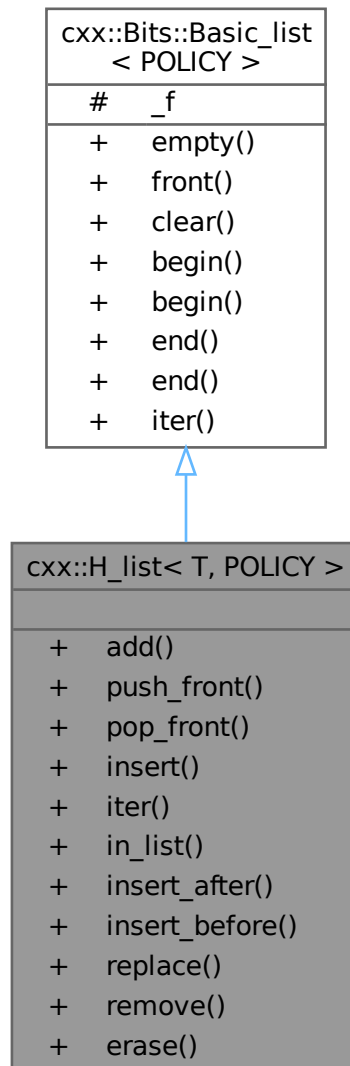 cxx::Bits::Basic_list
< POLICY >
# _f
+ empty()
+ front()
+ clear()
+ begin()
+ begin()
+ end()
+ end()
+ iter()
cxx::H_list< T, POLICY >
+ add()
+ push_front()
+ pop_front()
+ insert()
+ iter()
+ in_list()
+ insert_after()
+ insert_before()
+ replace()
+ remove()
+ erase()